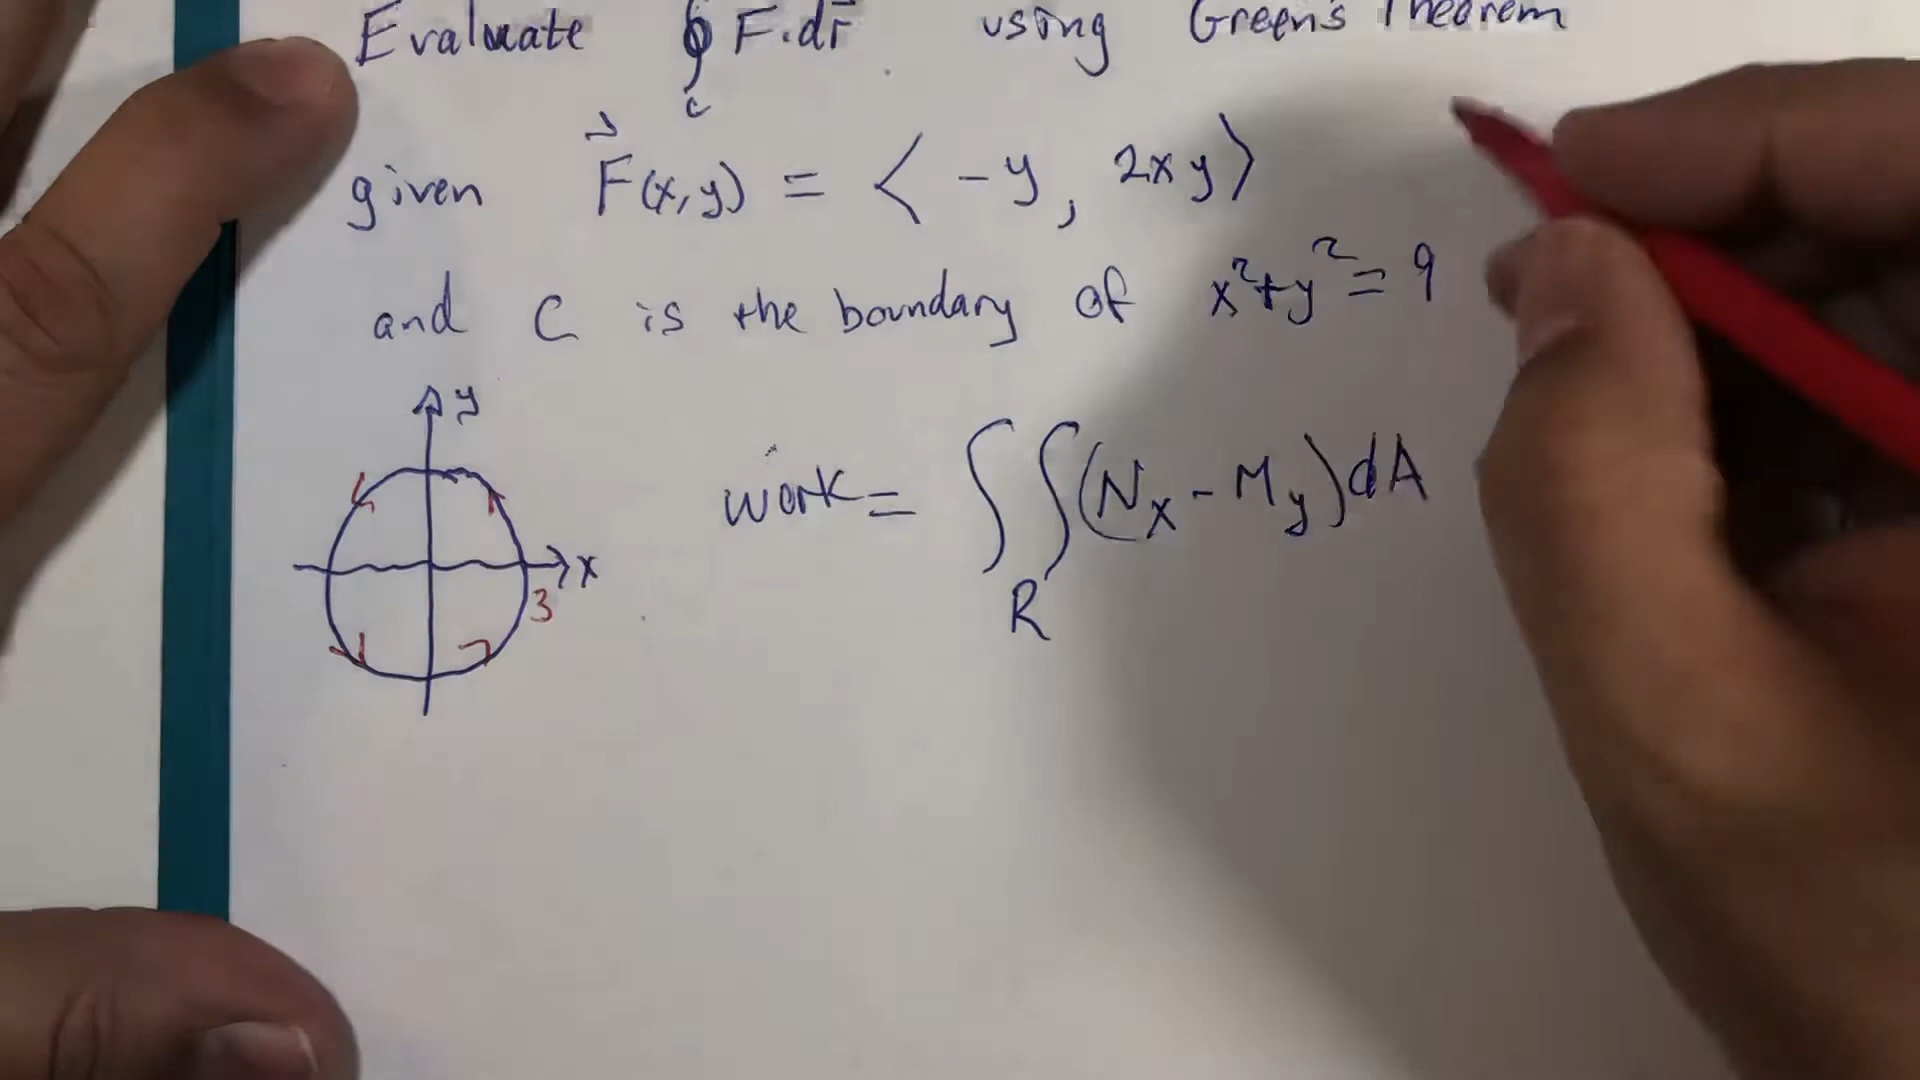 Evaluate ∮_C F·dr⃗ using Green's Theorem
given F⃗(x,y) = ⟨-y, 2xy⟩
and C is the boundary of x²+y²=9
y
x
3
work = ∬_R (N_x - M_y) dA